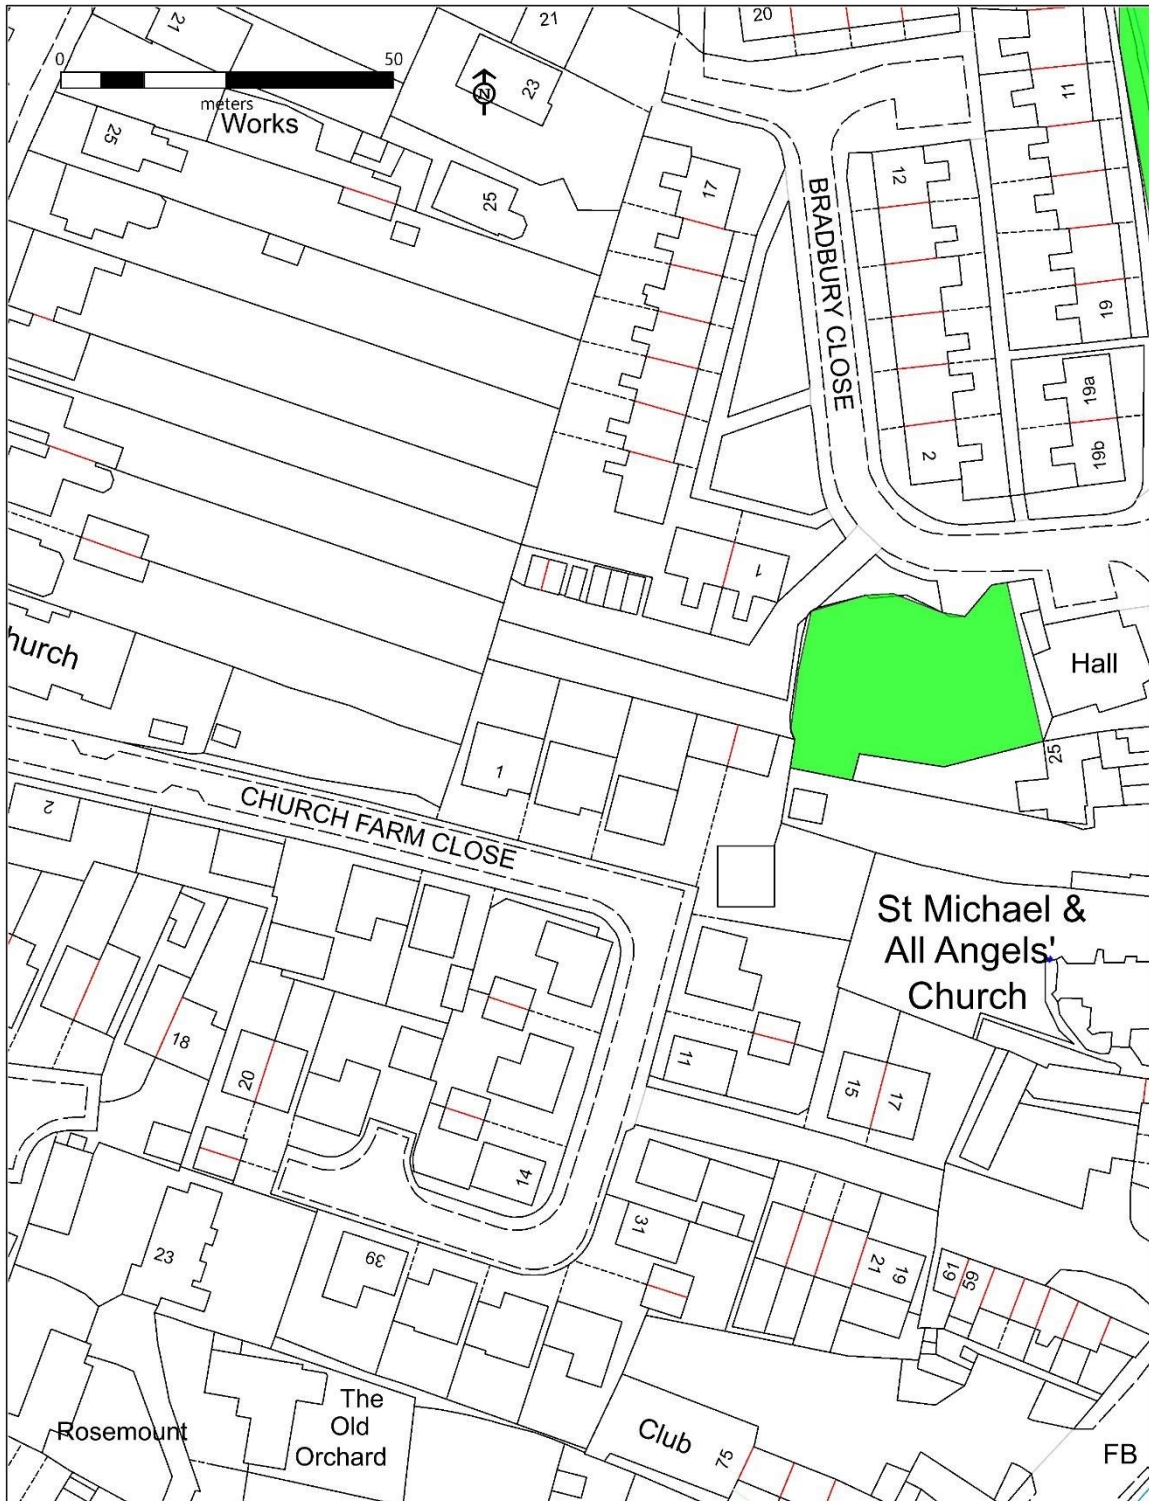 21
21
20
0
50
meters
Works
N
23
25
25
17
12
11
BRADBURY CLOSE
19
19a
19b
2
1
hurch
Hall
25
1
2
CHURCH FARM CLOSE
St Michael &
All Angels'
Church
18
20
11
15
17
14
31
23
39
21
19
61
59
The
Old
Orchard
Rosemount
Club
75
FB